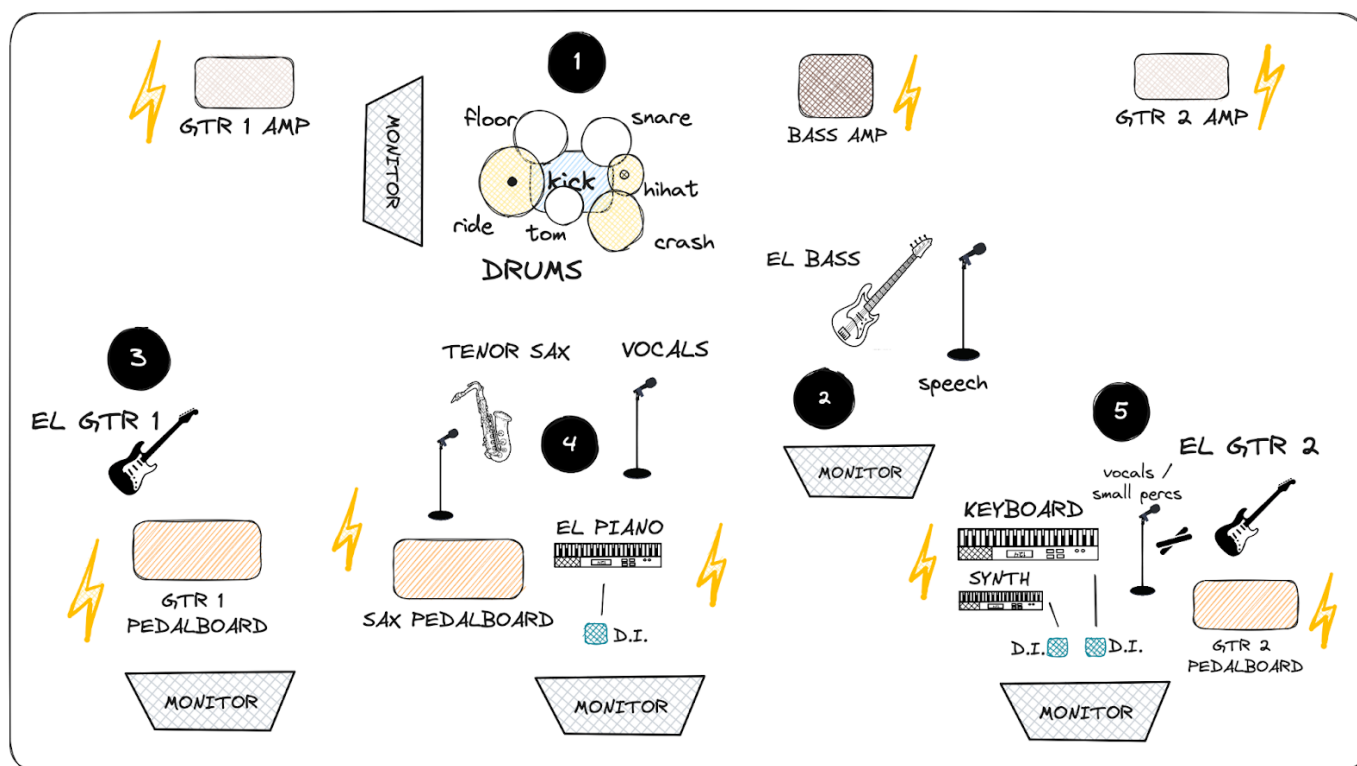 1
GTR 1 AMP
MONITOR
floor
snare
kick
hihat
ride
tom
crash
DRUMS
BASS AMP
GTR 2 AMP
EL BASS
speech
2
MONITOR
3
EL GTR 1
GTR 1
PEDALBOARD
MONITOR
TENOR SAX
VOCALS
4
SAX PEDALBOARD
EL PIANO
D.I.
MONITOR
5
EL GTR 2
vocals /
small percs
KEYBOARD
SYNTH
D.I.
D.I.
GTR 2
PEDALBOARD
MONITOR